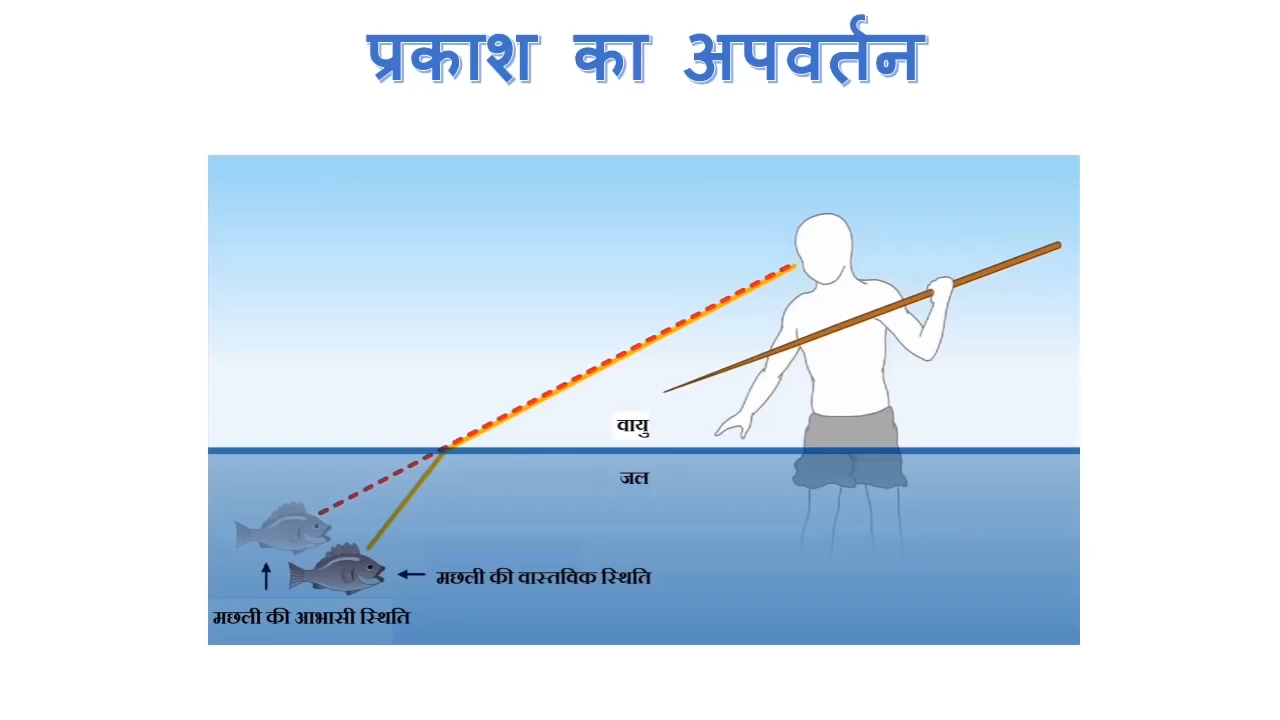 प्रकाश का अपवर्तन
वायु
जल
मछली की वास्तविक स्थिति
मछली की आभासी स्थिति